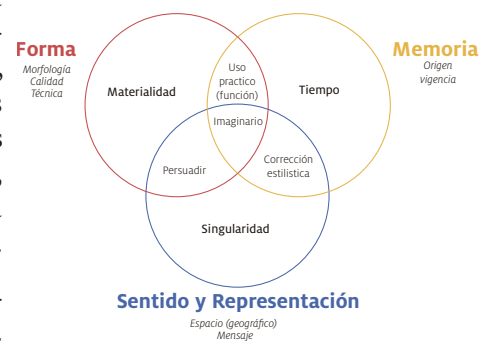 Forma
Morfología
Calidad
Técnica
Memoria
Origen
vigencia
Materialidad
Uso
practico
(función)
Tiempo
Imaginario
Persuadir
Corrección
estilistica
Singularidad
Sentido y Representación
Espacio (geográfico)
Mensaje